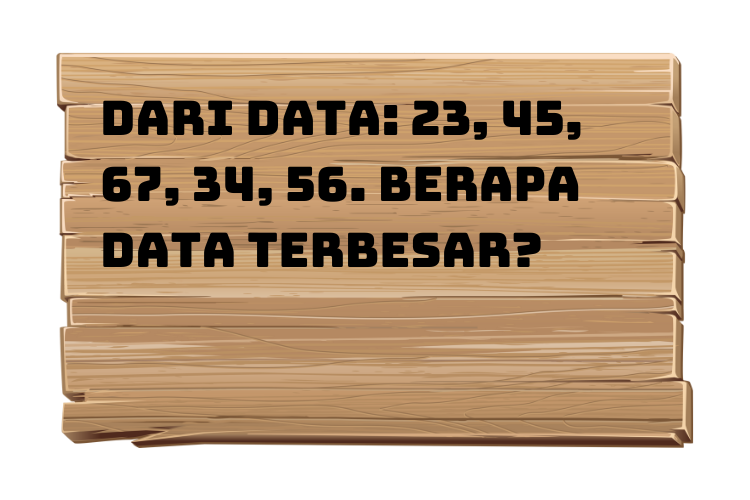 DARI DATA: 23, 45,
67, 34, 56. BERAPA
DATA TERBESAR?